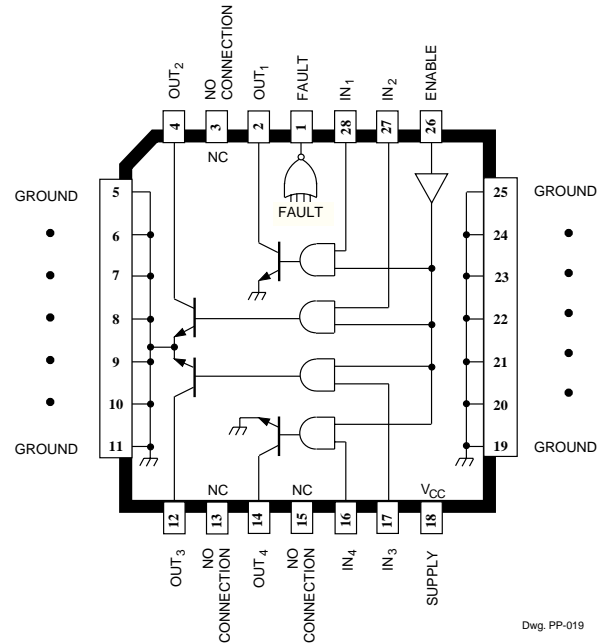 OUT2
NO CONNECTION
OUT1
FAULT
IN1
IN2
ENABLE
4
3
2
1
28
27
26
NC
FAULT
GROUND
5
25
GROUND
6
24
7
23
8
22
9
21
10
20
GROUND
11
19
GROUND
NC
NC
VCC
12
13
14
15
16
17
18
OUT3
NO CONNECTION
OUT4
NO CONNECTION
IN4
IN3
SUPPLY
Dwg. PP-019